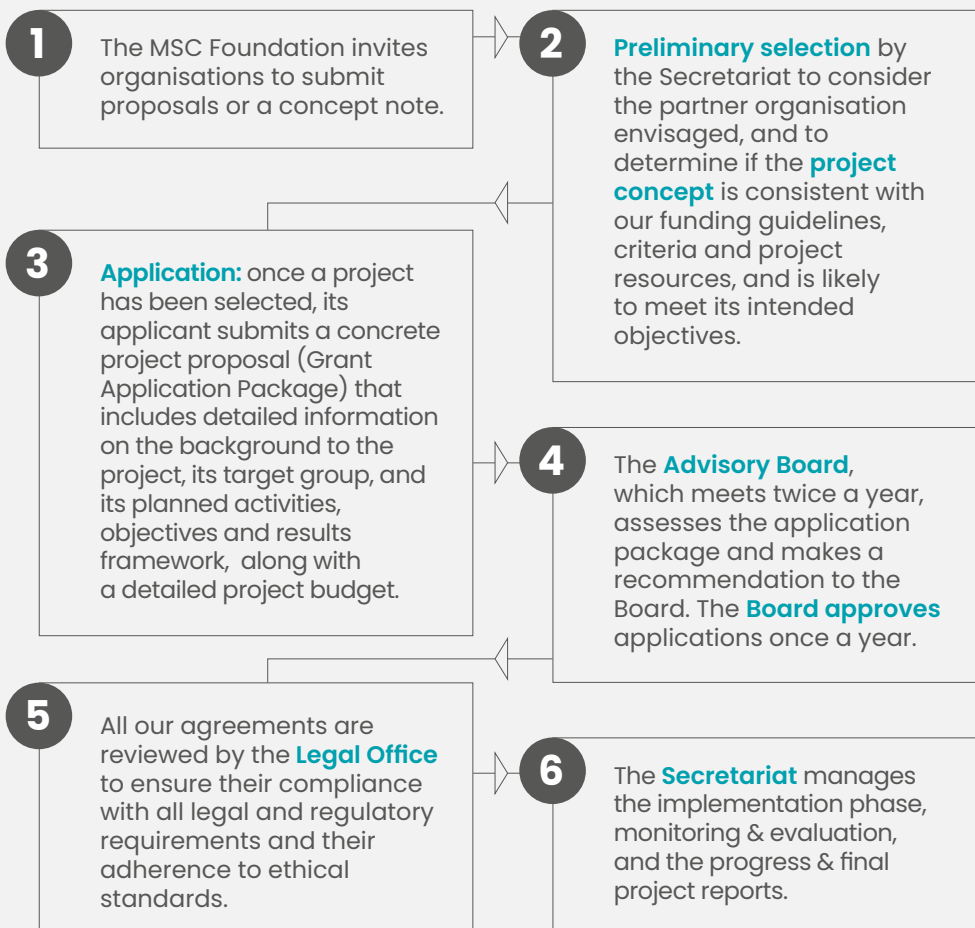 1
The MSC Foundation invites
organisations to submit
proposals or a concept note.
2
Preliminary selection by
the Secretariat to consider
the partner organisation
envisaged, and to
determine if the project
concept is consistent with
our funding guidelines,
criteria and project
resources, and is likely
to meet its intended
objectives.
3
Application: once a project
has been selected, its
applicant submits a concrete
project proposal (Grant
Application Package) that
includes detailed information
on the background to the
project, its target group, and
its planned activities,
objectives and results
framework, along with
a detailed project budget.
4
The Advisory Board,
which meets twice a year,
assesses the application
package and makes a
recommendation to the
Board. The Board approves
applications once a year.
5
All our agreements are
reviewed by the Legal Office
to ensure their compliance
with all legal and regulatory
requirements and their
adherence to ethical
standards.
6
The Secretariat manages
the implementation phase,
monitoring & evaluation,
and the progress & final
project reports.